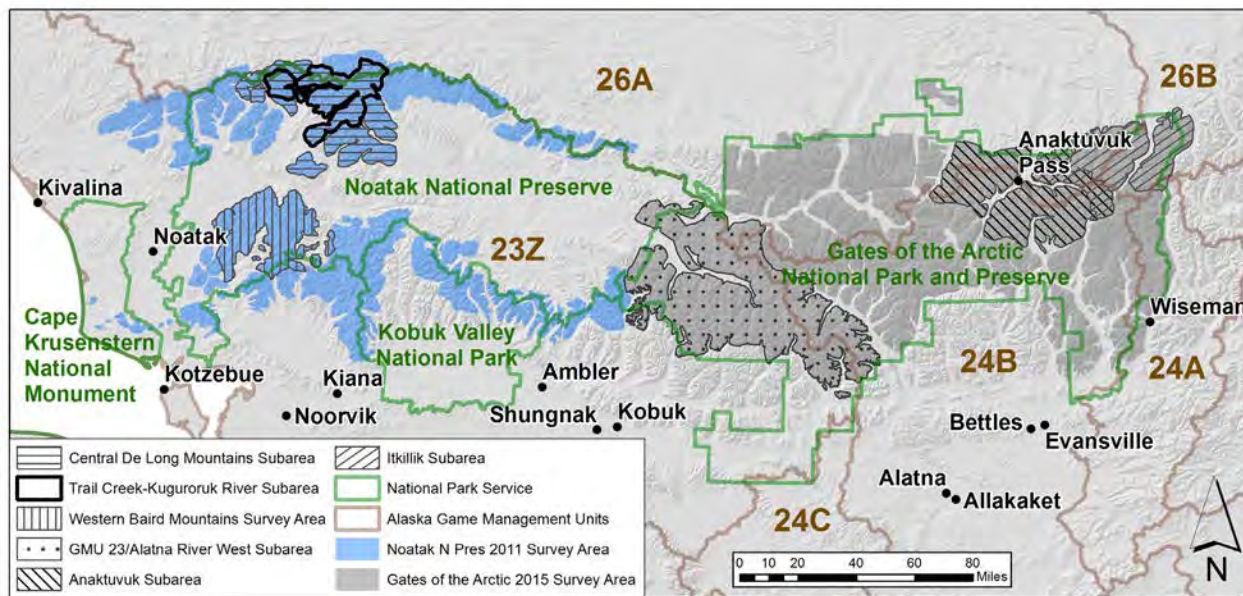 26A
26B
Anaktuvuk
Pass
Kivalina
Noatak National Preserve
Noatak
23Z
Gates of the Arctic
National Park and Preserve
Wiseman
Cape
Krusenstern
National
Monument
Kobuk Valley
National Park
24B
24A
Kotzebue
Kiana
Ambler
Noorvik
Shungnak
Kobuk
Bettles
Evansville
Alatna
Allakaket
24C
Central De Long Mountains Subarea
Trail Creek-Kuguroruk River Subarea
Western Baird Mountains Survey Area
GMU 23/Alatna River West Subarea
Anaktuvuk Subarea
Itkillik Subarea
National Park Service
Alaska Game Management Units
Noatak N Pres 2011 Survey Area
Gates of the Arctic 2015 Survey Area
0 10 20 40 60 80
Miles
N